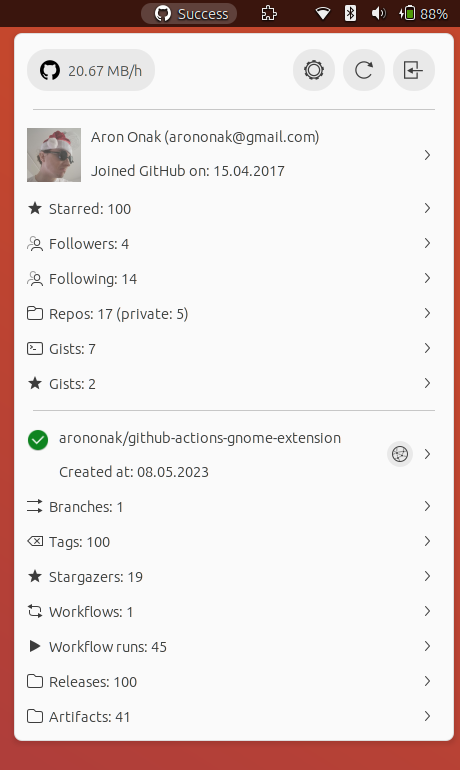 Success
88%
20.67 MB/h
Aron Onak (arononak@gmail.com)
Joined GitHub on: 15.04.2017
Starred: 100
Followers: 4
Following: 14
Repos: 17 (private: 5)
Gists: 7
Gists: 2
arononak/github-actions-gnome-extension
Created at: 08.05.2023
Branches: 1
Tags: 100
Stargazers: 19
Workflows: 1
Workflow runs: 45
Releases: 100
Artifacts: 41